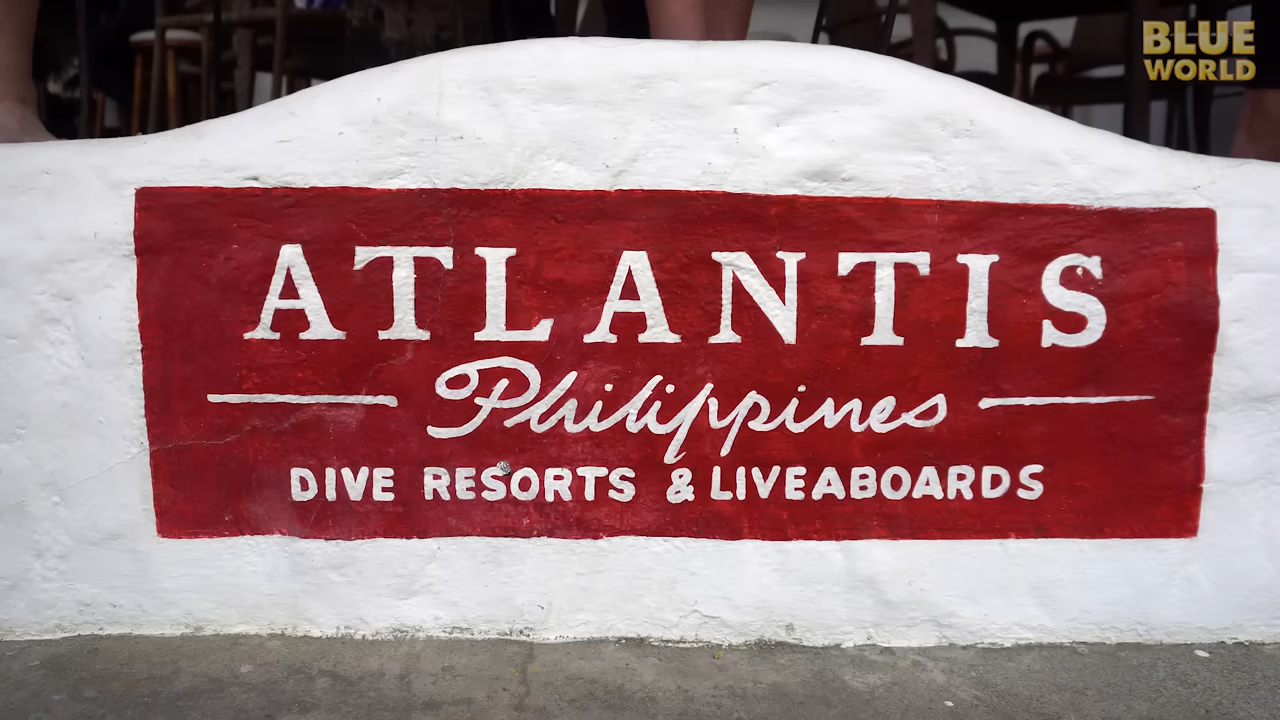 BLUE
WORLD
ATLANTIS
Philippines
DIVE RESORTS & LIVEABOARDS